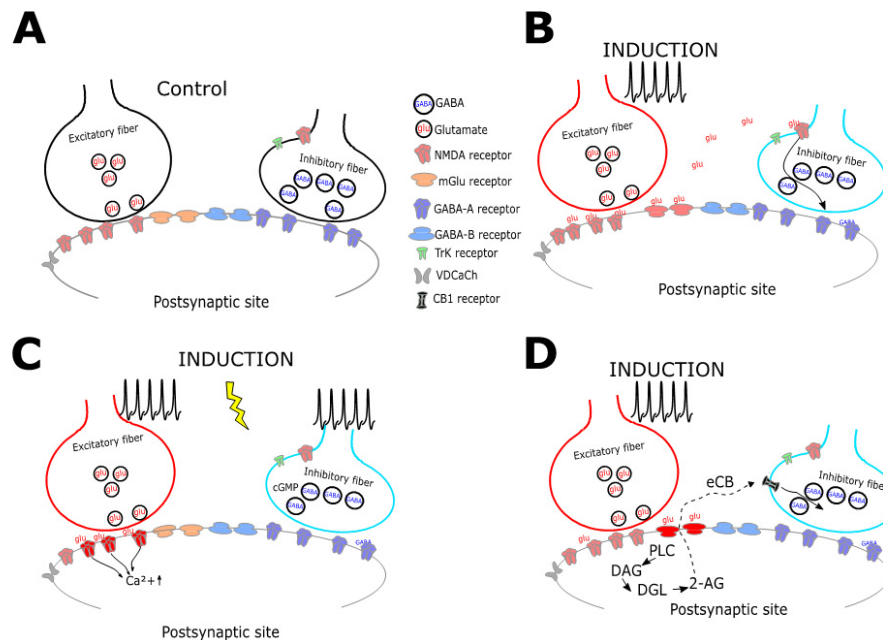 A
Control
Excitatory fiber
glu glu
glu
glu
glu
Inhibitory fiber
GABA GABA GABA
GABA
GABA
Postsynaptic site
GABA GABA
glu Glutamate
NMDA receptor
mGlu receptor
GABA-A receptor
GABA-B receptor
TrK receptor
VDCaCh
CB1 receptor
B
INDUCTION
Excitatory fiber
glu glu
glu
glu
glu
glu
glu
glu
glu
glu
Inhibitory fiber
GABA GABA GABA
GABA
glu glu glu glu glu glu
GABA
Postsynaptic site
C
INDUCTION
Excitatory fiber
glu glu
glu
glu
glu
glu glu glu glu
Inhibitory fiber
cGMP
GABA GABA GABA
GABA
GABA
Ca²+↑
Postsynaptic site
D
INDUCTION
Excitatory fiber
glu glu
glu
glu
glu
glu glu
eCB
Inhibitory fiber
GABA GABA GABA
GABA
GABA
PLC
DAG
DGL
2-AG
Postsynaptic site